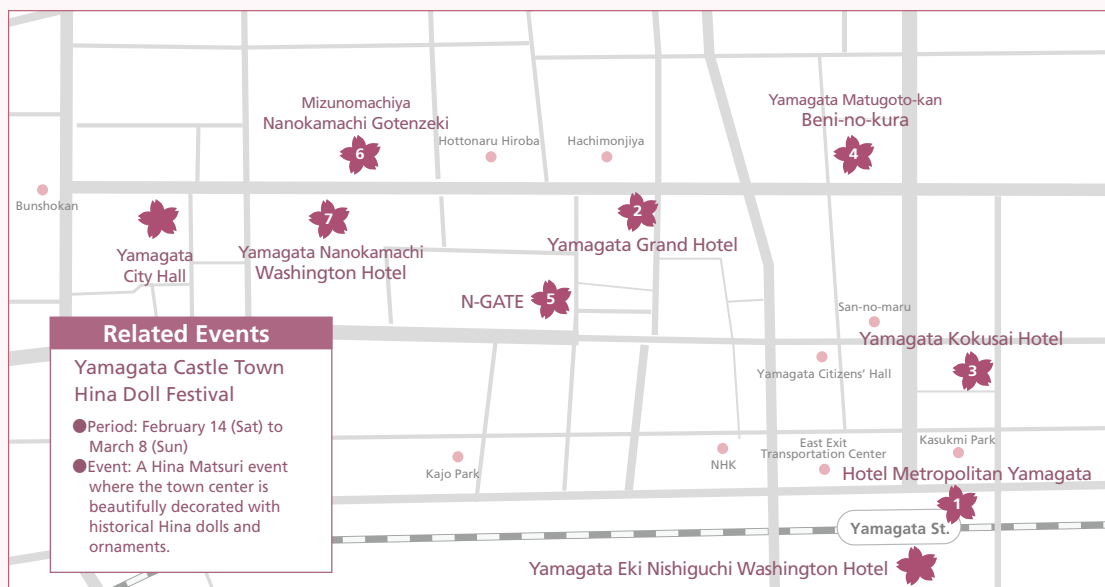 Mizunomachiya
Nanokamachi Gotenzeki
6
Hottonaru Hiroba
Hachimonjiya
Yamagata Matugoto-kan
Beni-no-kura
4
Bunshokan
Yamagata
City Hall
7
Yamagata Nanokamachi
Washington Hotel
2
Yamagata Grand Hotel
N-GATE
5
San-no-maru
Yamagata Kokusai Hotel
3
Yamagata Citizens' Hall
Related Events
Yamagata Castle Town
Hina Doll Festival
●Period: February 14 (Sat) to
March 8 (Sun)
●Event: A Hina Matsuri event
where the town center is
beautifully decorated with
historical Hina dolls and
ornaments.
Kajo Park
NHK
East Exit
Transportation Center
Kasukmi Park
Hotel Metropolitan Yamagata
1
Yamagata St.
Yamagata Eki Nishiguchi Washington Hotel